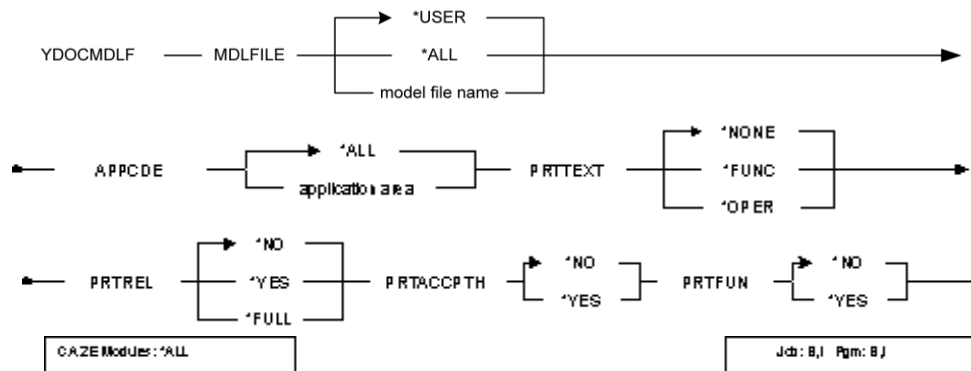 *USER
YDOCMDLF MDLFILE *ALL
model file name
*ALL *NONE
APPCDE PRTTEXT *FUNC
application area *OPER
*NO *NO *NO
PRTREL *YES PRTACCPTH PRTFUN
*YES *YES
*FULL
CAZE Modules: *ALL Job: B,I Pgm: B,I